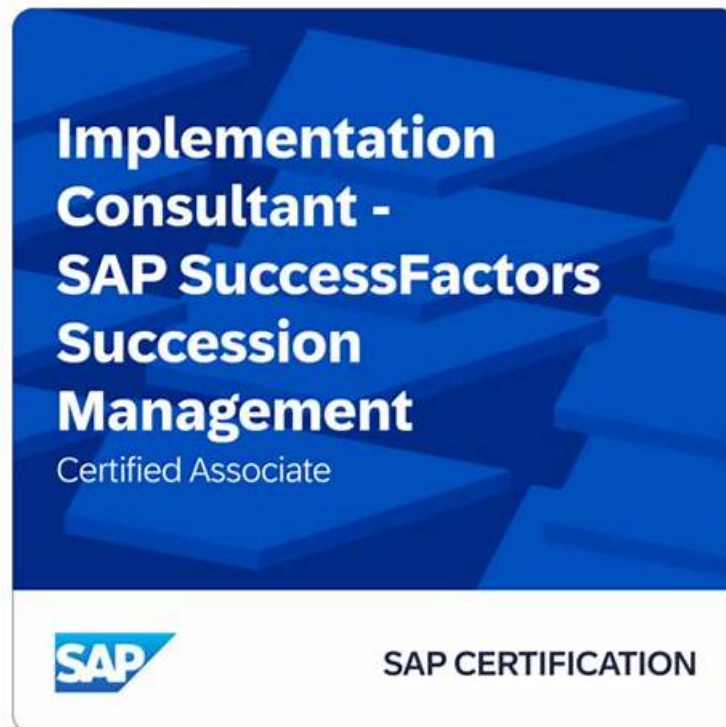 Implementation
Consultant -
SAP SuccessFactors
Succession
Management
Certified Associate
SAP
SAP CERTIFICATION